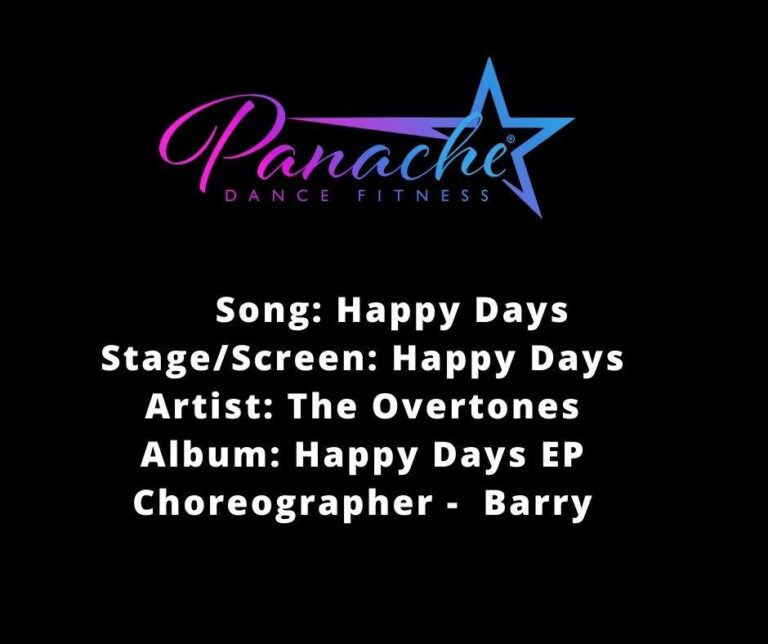 Panache®
DANCE FITNESS
Song: Happy Days
Stage/Screen: Happy Days
Artist: The Overtones
Album: Happy Days EP
Choreographer - Barry